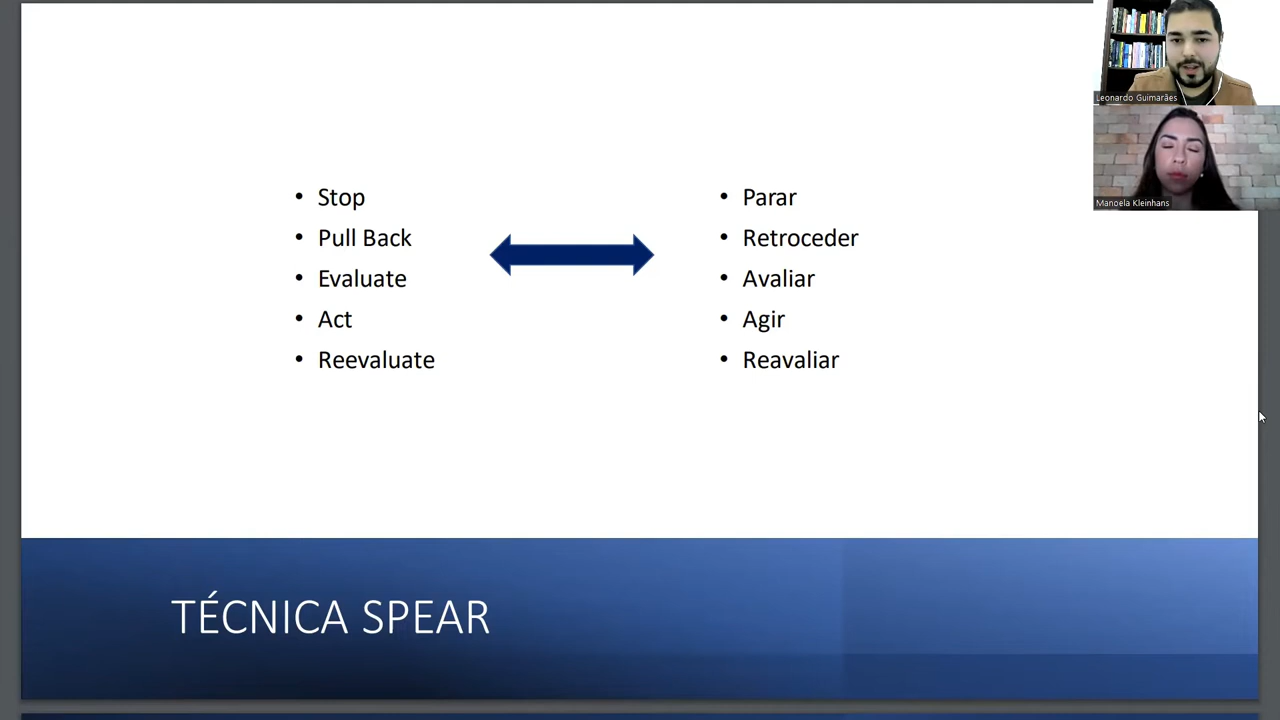 Leonardo Guimarães
Manoela Kleinhans
• Stop
• Pull Back
• Evaluate
• Act
• Reevaluate
• Parar
• Retroceder
• Avaliar
• Agir
• Reavaliar
TÉCNICA SPEAR